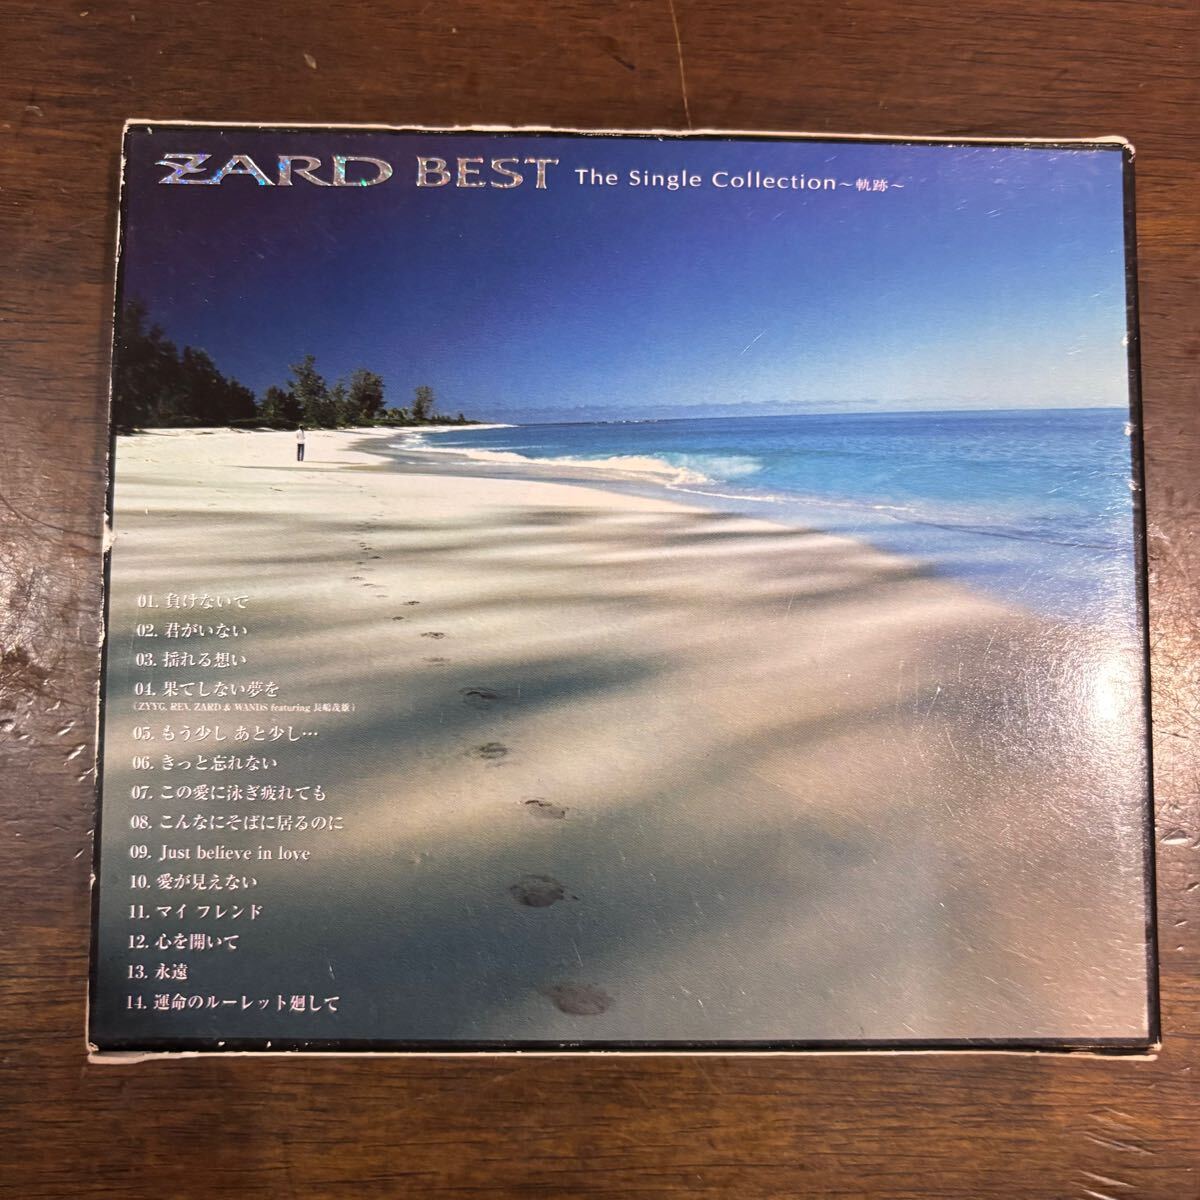 ZARD BEST The Single Collection～軌跡～
01. 負けないで
02. 君がいない
03. 揺れる想い
04. 果てしない夢を
(ZYYG, REV, ZARD & WANDS featuring 長嶋茂雄)
05. もう少し あと少し…
06. きっと忘れない
07. この愛に泳ぎ疲れても
08. こんなにそばに居るのに
09. Just believe in love
10. 愛が見えない
11. マイ フレンド
12. 心を開いて
13. 永遠
14. 運命のルーレット廻して